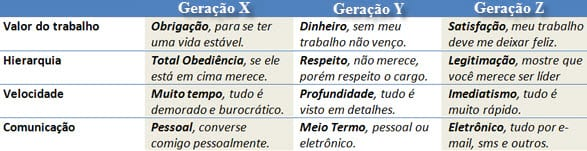 Geração X Geração Y Geração Z
Valor do trabalho Obrigação, para se ter Dinheiro, sem meu Satisfação, meu trabalho
uma vida estável. trabalho não venço. deve me deixar feliz.
Hierarquia Total Obediência, se ele Respeito, não merece, Legitimação, mostre que
está em cima merece. porém respeito o cargo. você merece ser líder
Velocidade Muito tempo, tudo é Profundidade, tudo é Imediatismo, tudo é
demorado e burocrático. visto em detalhes. muito rápido.
Comunicação Pessoal, converse Meio Termo, pessoal ou Eletrônico, tudo por e-
comigo pessoalmente. eletrônico. mail, sms e outros.